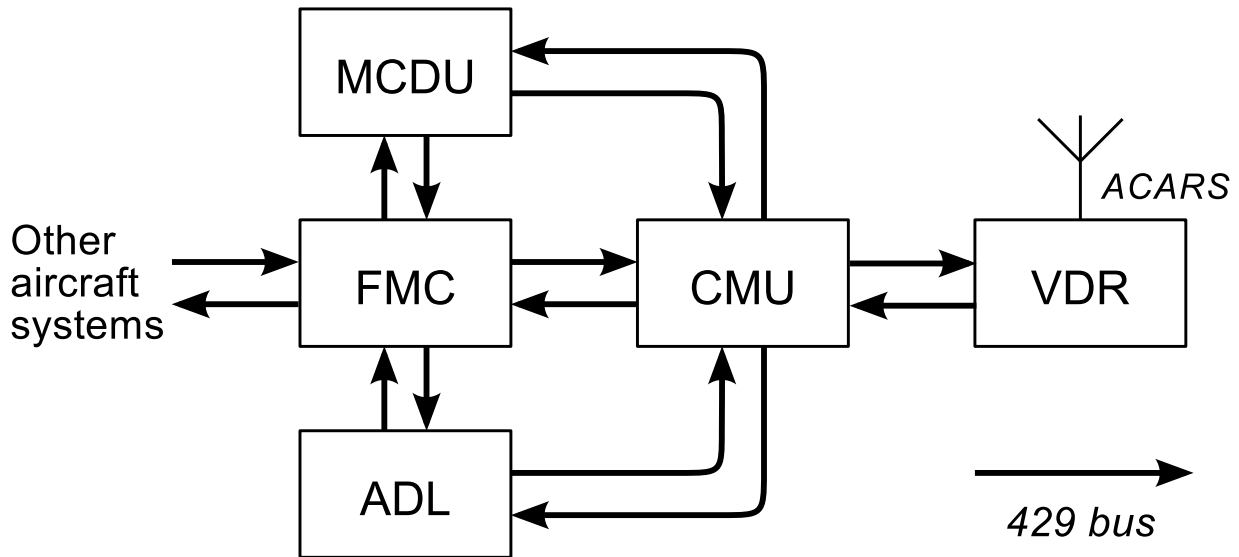 MCDU
ACARS
Other
aircraft
systems
FMC
CMU
VDR
ADL
429 bus